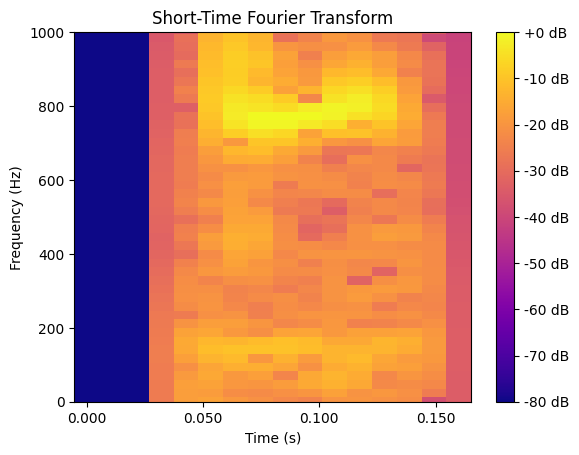 Short-Time Fourier Transform
Frequency (Hz)
1000
800
600
400
200
0
0.000
0.050
0.100
0.150
Time (s)
+0 dB
-10 dB
-20 dB
-30 dB
-40 dB
-50 dB
-60 dB
-70 dB
-80 dB